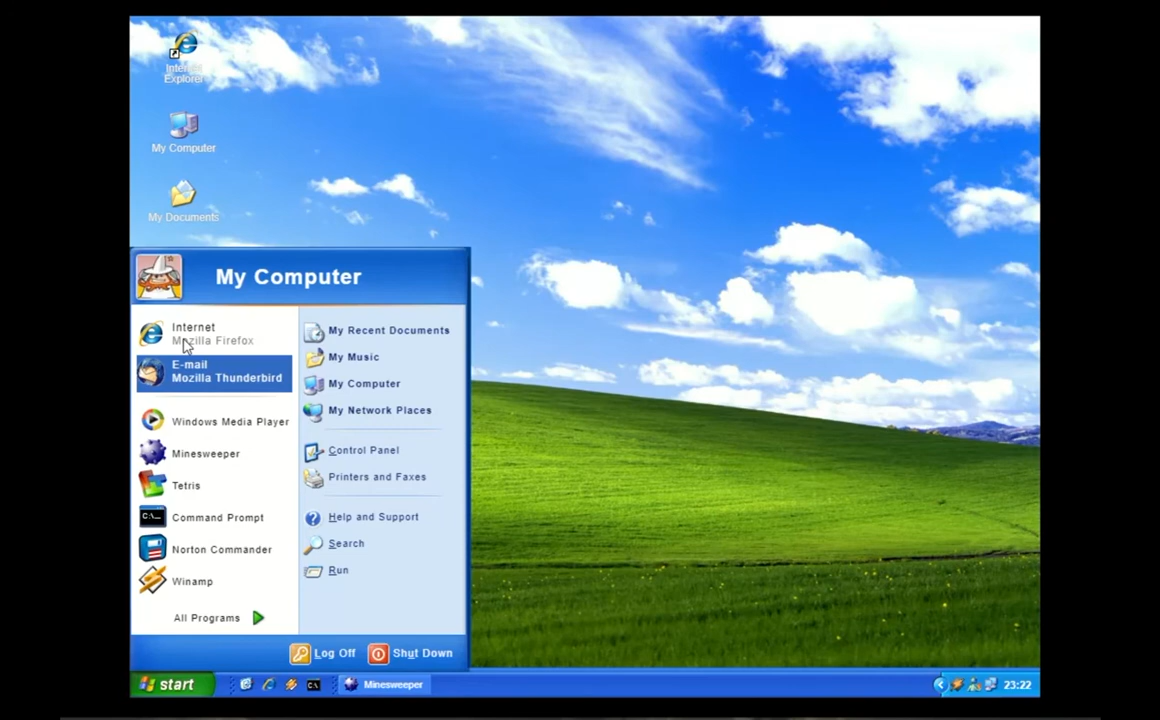 Internet
Explorer
My Computer
My Documents
My Computer
Internet
Mozilla Firefox
E-mail
Mozilla Thunderbird
Windows Media Player
Minesweeper
Tetris
Command Prompt
Norton Commander
Winamp
All Programs
My Recent Documents
My Music
My Computer
My Network Places
Control Panel
Printers and Faxes
Help and Support
Search
Run
Log Off
Shut Down
start
Minesweeper
23:22